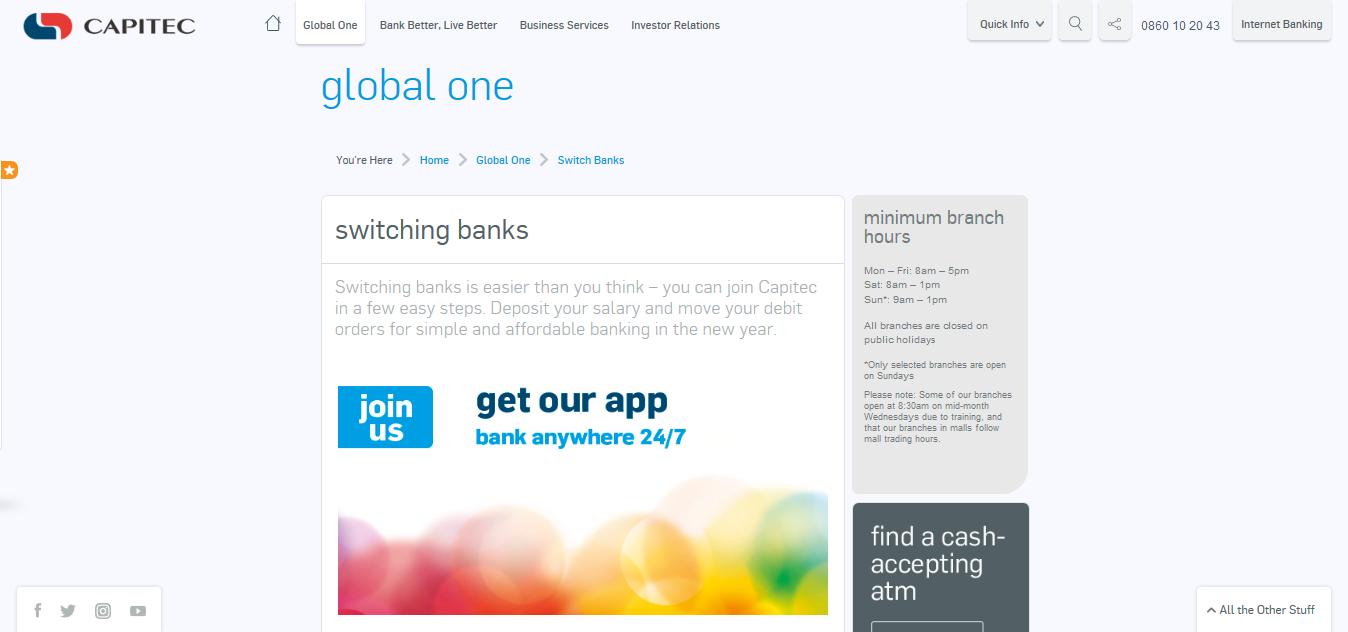 CAPITEC
Global One
Bank Better, Live Better
Business Services
Investor Relations
Quick Info
0860 10 20 43
Internet Banking
global one
You're Here
Home
Global One
Switch Banks
switching banks
Switching banks is easier than you think – you can join Capitec
in a few easy steps. Deposit your salary and move your debit
orders for simple and affordable banking in the new year.
join
us
get our app
bank anywhere 24/7
minimum branch
hours
Mon – Fri: 8am – 5pm
Sat: 8am – 1pm
Sun*: 9am – 1pm
All branches are closed on
public holidays
*Only selected branches are open
on Sundays
Please note: Some of our branches
open at 8:30am on mid-month
Wednesdays due to training, and
that our branches in malls follow
mall trading hours.
find a cash-
accepting
atm
All the Other Stuff